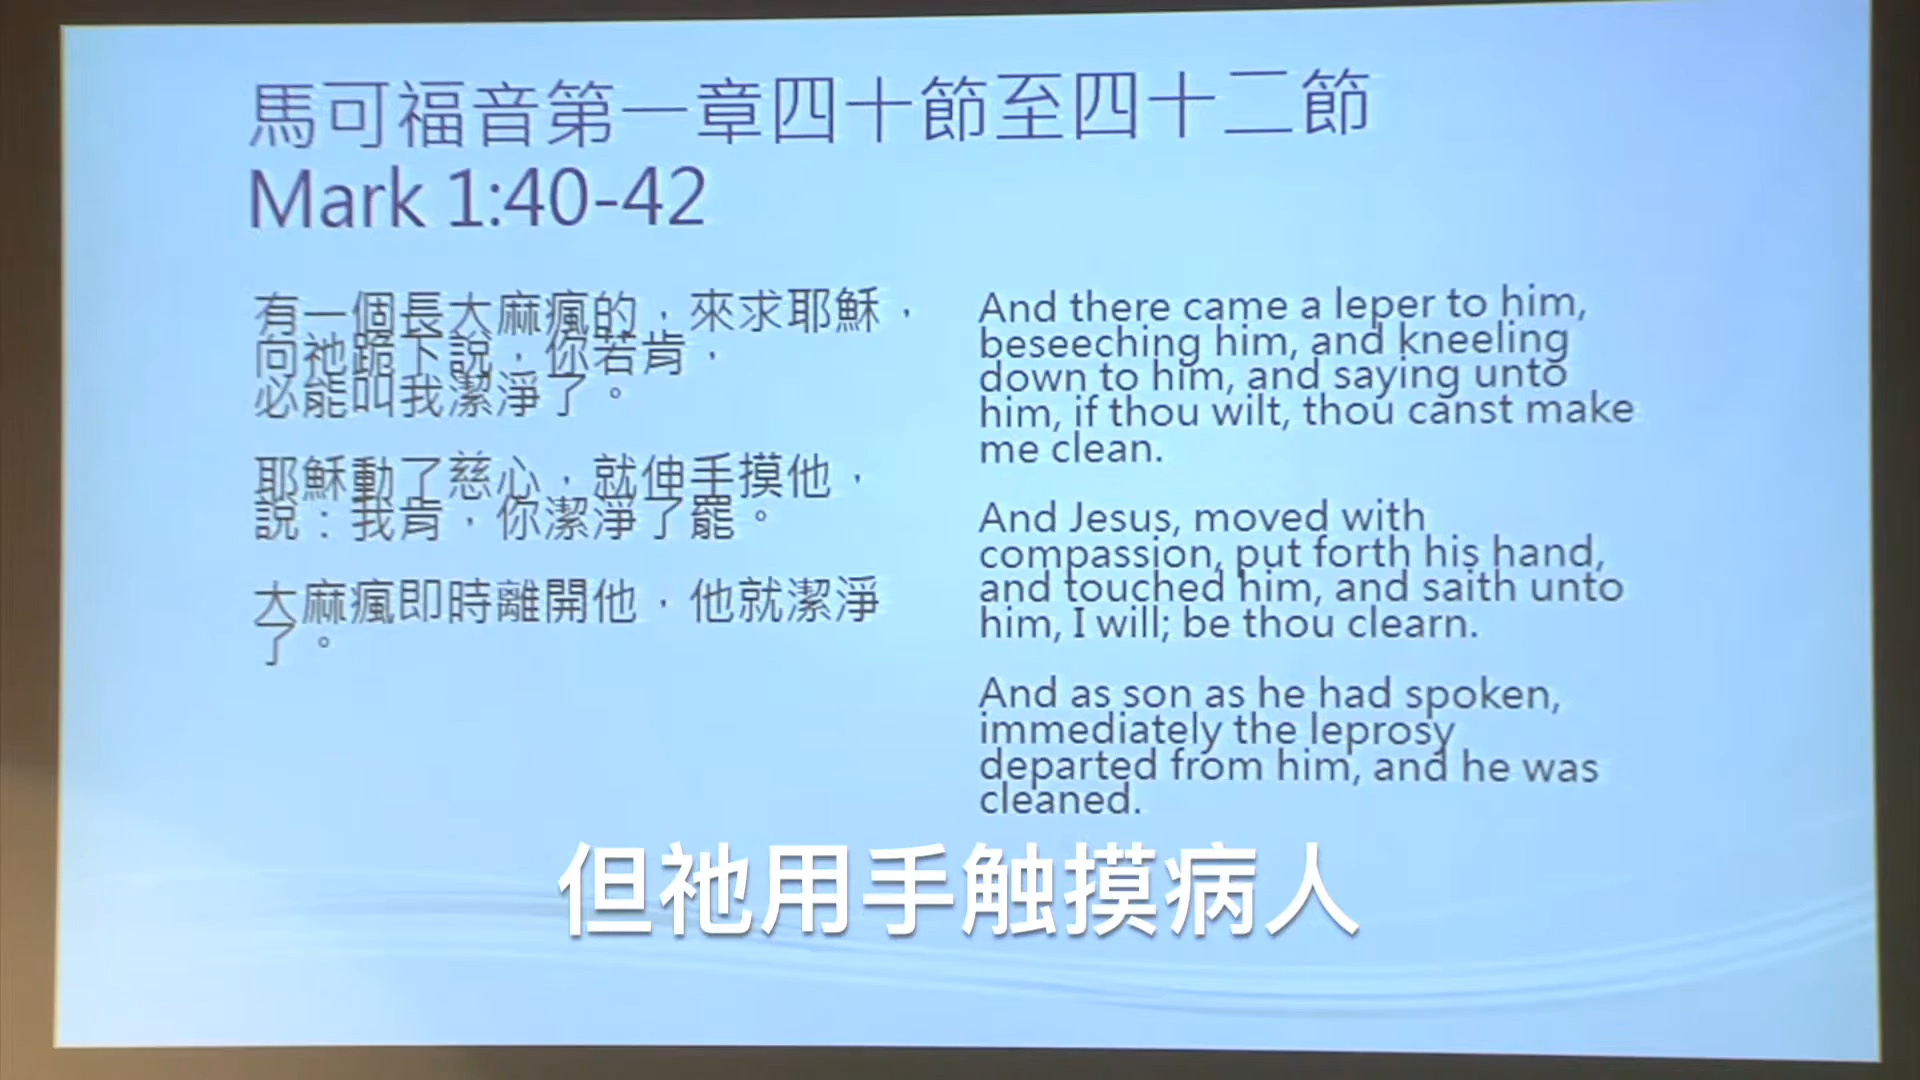 馬可福音第一章四十節至四十二節
Mark 1:40-42
有一個長大麻瘋的，來求耶穌，
向祂跪下說，你若肯，
必能叫我潔淨了。
耶穌動了慈心，就伸手摸他，
說：我肯，你潔淨了罷。
大麻瘋即時離開他，他就潔淨
了。
And there came a leper to him,
beseeching him, and kneeling
down to him, and saying unto
him, if thou wilt, thou canst make
me clean.
And Jesus, moved with
compassion, put forth his hand,
and touched him, and saith unto
him, I will; be thou clearn.
And as son as he had spoken,
immediately the leprosy
departed from him, and he was
cleaned.
但祂用手触摸病人